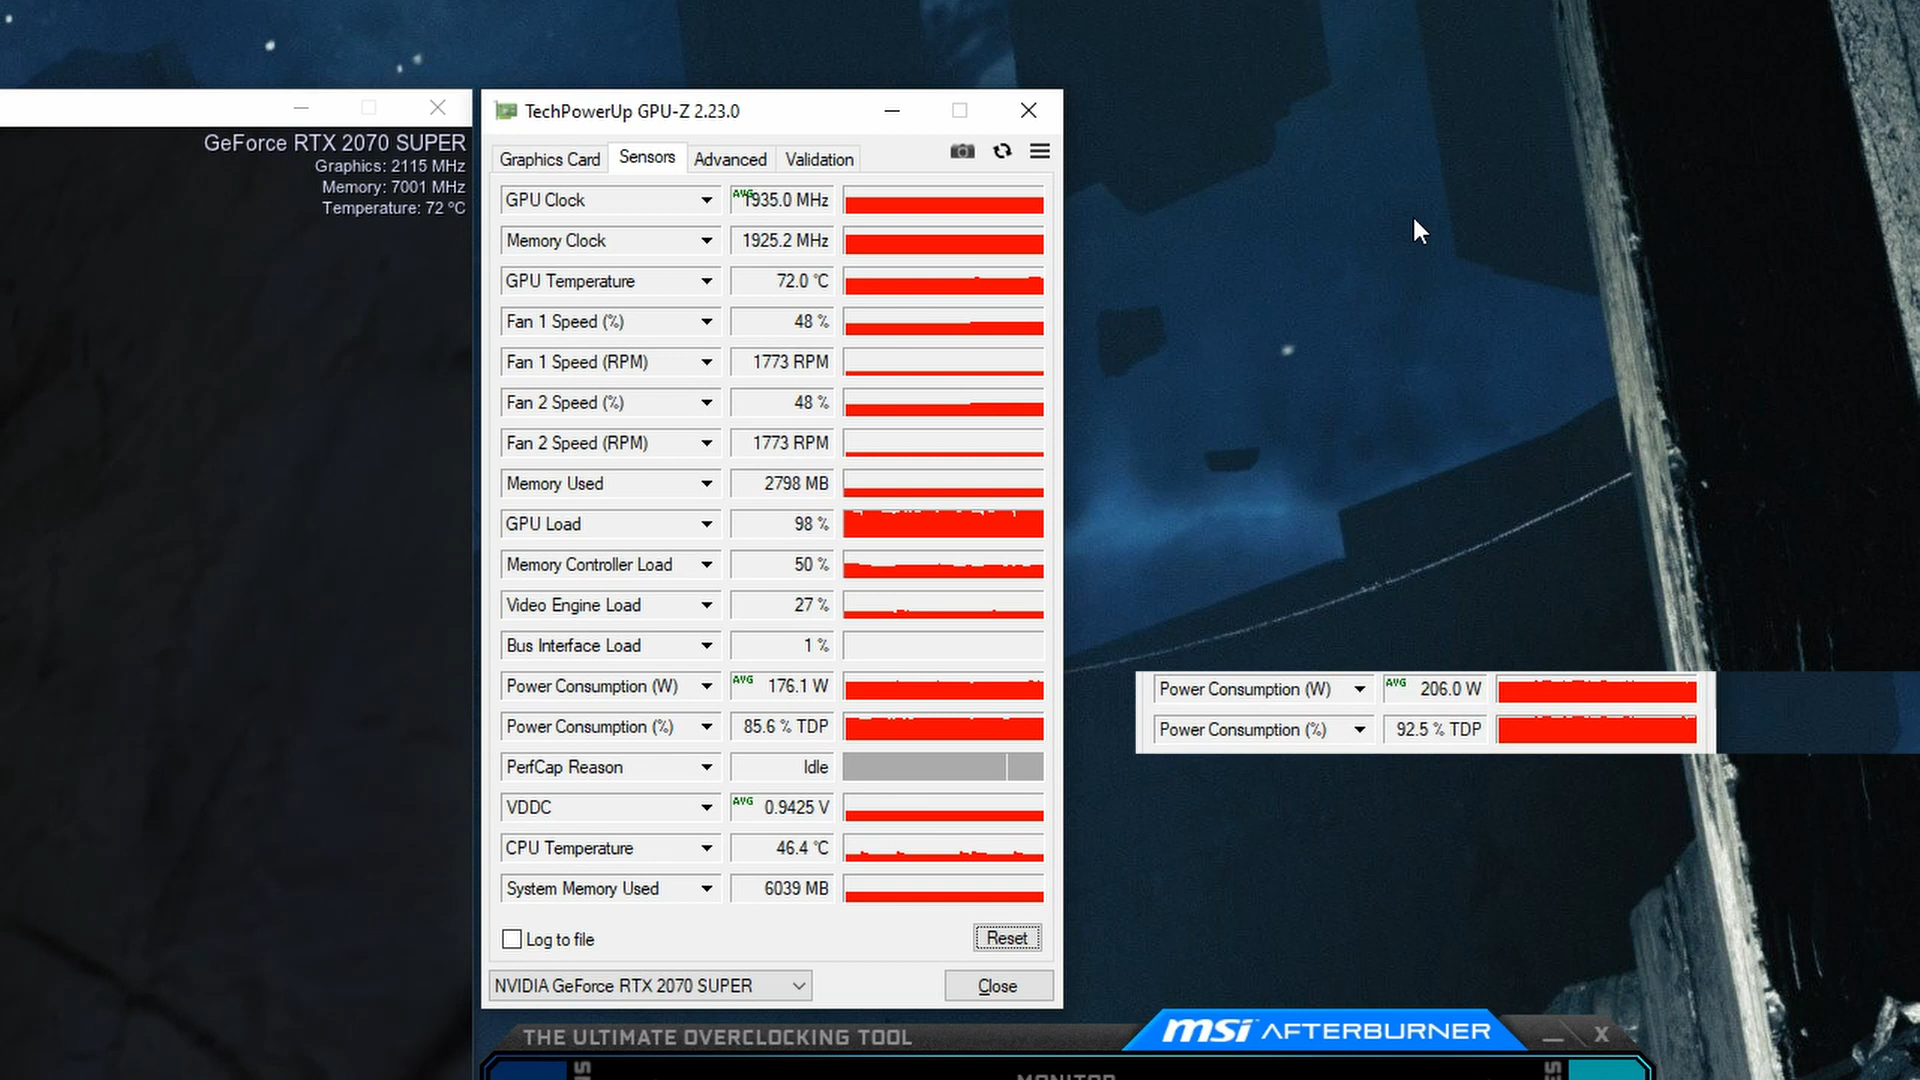 GeForce RTX 2070 SUPER
Graphics: 2115 MHz
Memory: 7001 MHz
Temperature: 72 °C
TechPowerUp GPU-Z 2.23.0
Graphics Card Sensors Advanced Validation
GPU Clock AVG 1935.0 MHz
Memory Clock 1925.2 MHz
GPU Temperature 72.0 °C
Fan 1 Speed (%) 48 %
Fan 1 Speed (RPM) 1773 RPM
Fan 2 Speed (%) 48 %
Fan 2 Speed (RPM) 1773 RPM
Memory Used 2798 MB
GPU Load 98 %
Memory Controller Load 50 %
Video Engine Load 27 %
Bus Interface Load 1 %
Power Consumption (W) AVG 176.1 W
Power Consumption (%) 85.6 % TDP
PerfCap Reason Idle
VDDC AVG 0.9425 V
CPU Temperature 46.4 °C
System Memory Used 6039 MB
Log to file Reset
NVIDIA GeForce RTX 2070 SUPER Close
Power Consumption (W) AVG 206.0 W
Power Consumption (%) 92.5 % TDP
THE ULTIMATE OVERCLOCKING TOOL
msi AFTERBURNER
MONITOR